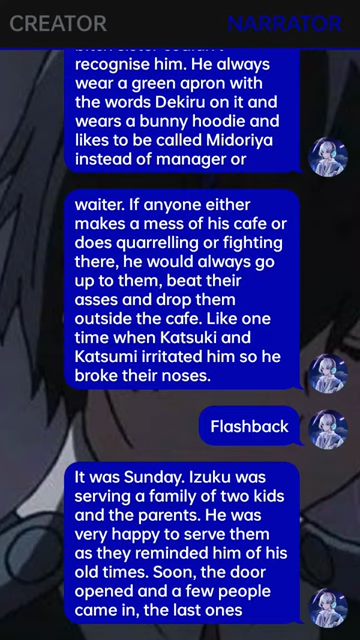 CREATOR
NARRATOR
recognise him. He always
wear a green apron with
the words Dekiru on it and
wears a bunny hoodie and
likes to be called Midoriya
instead of manager or
waiter. If anyone either
makes a mess of his cafe or
does quarrelling or fighting
there, he would always go
up to them, beat their
asses and drop them
outside the cafe. Like one
time when Katsuki and
Katsumi irritated him so he
broke their noses.
Flashback
It was Sunday. Izuku was
serving a family of two kids
and the parents. He was
very happy to serve them
as they reminded him of his
old times. Soon, the door
opened and a few people
came in, the last ones